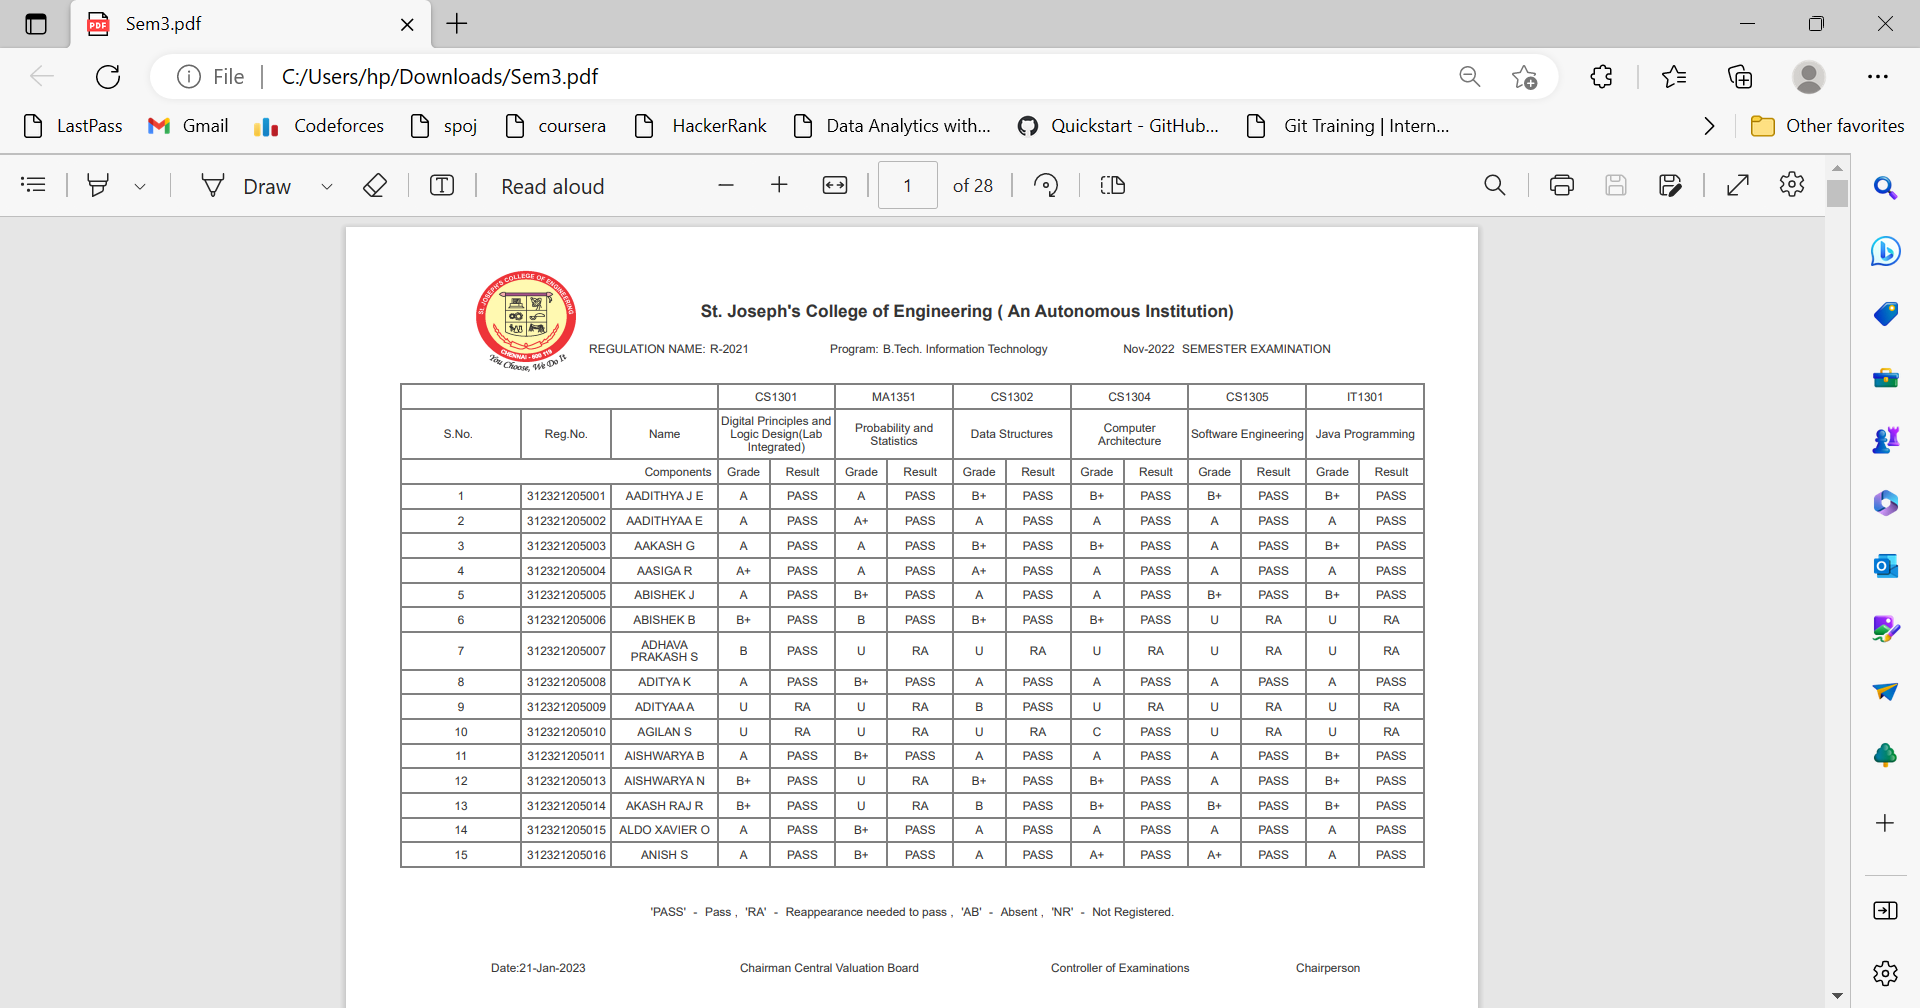 Sem3.pdf
File C:/Users/hp/Downloads/Sem3.pdf
LastPass Gmail Codeforces spoj coursera HackerRank Data Analytics with... Quickstart - GitHub... Git Training | Intern... Other favorites
Draw Read aloud 1 of 28
ST. JOSEPH'S COLLEGE OF ENGINEERING
CHENNAI - 600 119
You Choose, We Do It
St. Joseph's College of Engineering ( An Autonomous Institution)
REGULATION NAME: R-2021 Program: B.Tech. Information Technology Nov-2022 SEMESTER EXAMINATION
CS1301 MA1351 CS1302 CS1304 CS1305 IT1301
S.No. Reg.No. Name Digital Principles and Logic Design(Lab Integrated) Probability and Statistics Data Structures Computer Architecture Software Engineering Java Programming
Components Grade Result Grade Result Grade Result Grade Result Grade Result Grade Result
1 312321205001 AADITHYA J E A PASS A PASS B+ PASS B+ PASS B+ PASS B+ PASS
2 312321205002 AADITHYAA E A PASS A+ PASS A PASS A PASS A PASS A PASS
3 312321205003 AAKASH G A PASS A PASS B+ PASS B+ PASS A PASS B+ PASS
4 312321205004 AASIGA R A+ PASS A PASS A+ PASS A PASS A PASS A PASS
5 312321205005 ABISHEK J A PASS B+ PASS A PASS A PASS B+ PASS B+ PASS
6 312321205006 ABISHEK B B+ PASS B PASS B+ PASS B+ PASS U RA U RA
7 312321205007 ADHAVA PRAKASH S B PASS U RA U RA U RA U RA U RA
8 312321205008 ADITYA K A PASS B+ PASS A PASS A PASS A PASS A PASS
9 312321205009 ADITYAA A U RA U RA B PASS U RA U RA U RA
10 312321205010 AGILAN S U RA U RA U RA C PASS U RA U RA
11 312321205011 AISHWARYA B A PASS B+ PASS A PASS A PASS A PASS B+ PASS
12 312321205013 AISHWARYA N B+ PASS U RA B+ PASS B+ PASS A PASS B+ PASS
13 312321205014 AKASH RAJ R B+ PASS U RA B PASS B+ PASS B+ PASS B+ PASS
14 312321205015 ALDO XAVIER O A PASS B+ PASS A PASS A PASS A PASS A PASS
15 312321205016 ANISH S A PASS B+ PASS A PASS A+ PASS A+ PASS A PASS
'PASS' - Pass , 'RA' - Reappearance needed to pass , 'AB' - Absent , 'NR' - Not Registered.
Date:21-Jan-2023 Chairman Central Valuation Board Controller of Examinations Chairperson